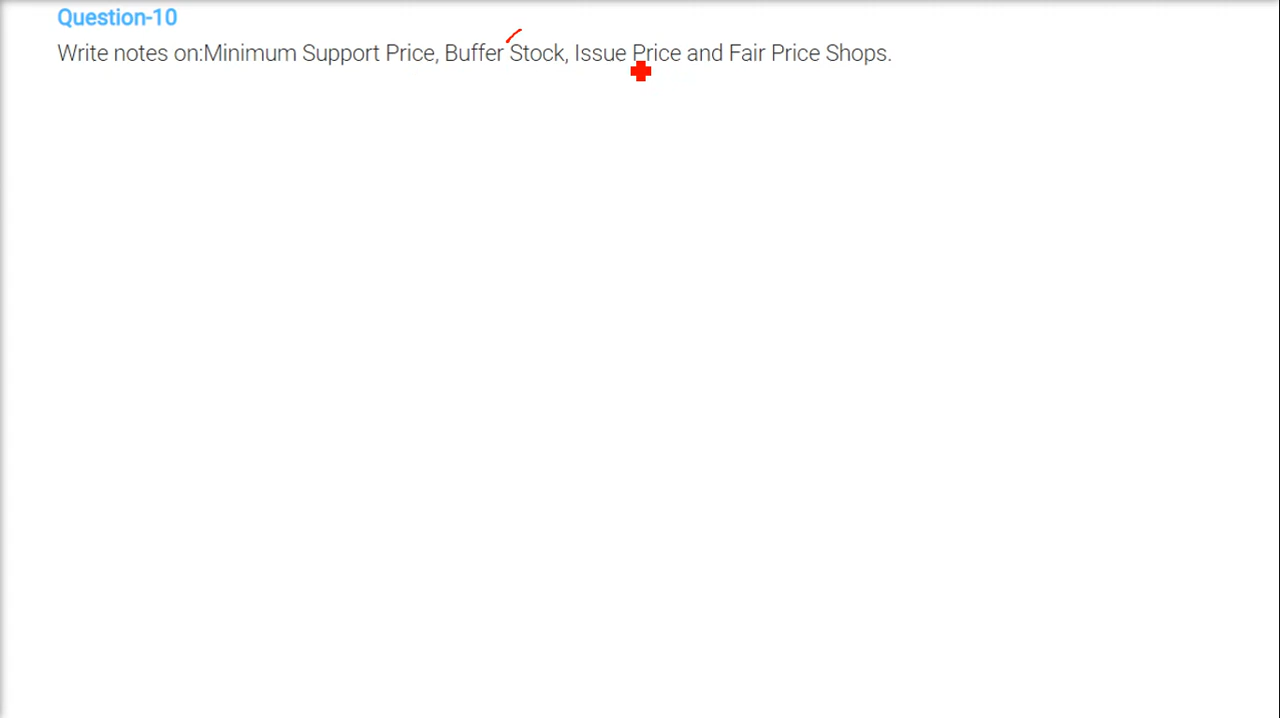 Question-10
Write notes on:Minimum Support Price, Buffer Stock, Issue Price and Fair Price Shops.